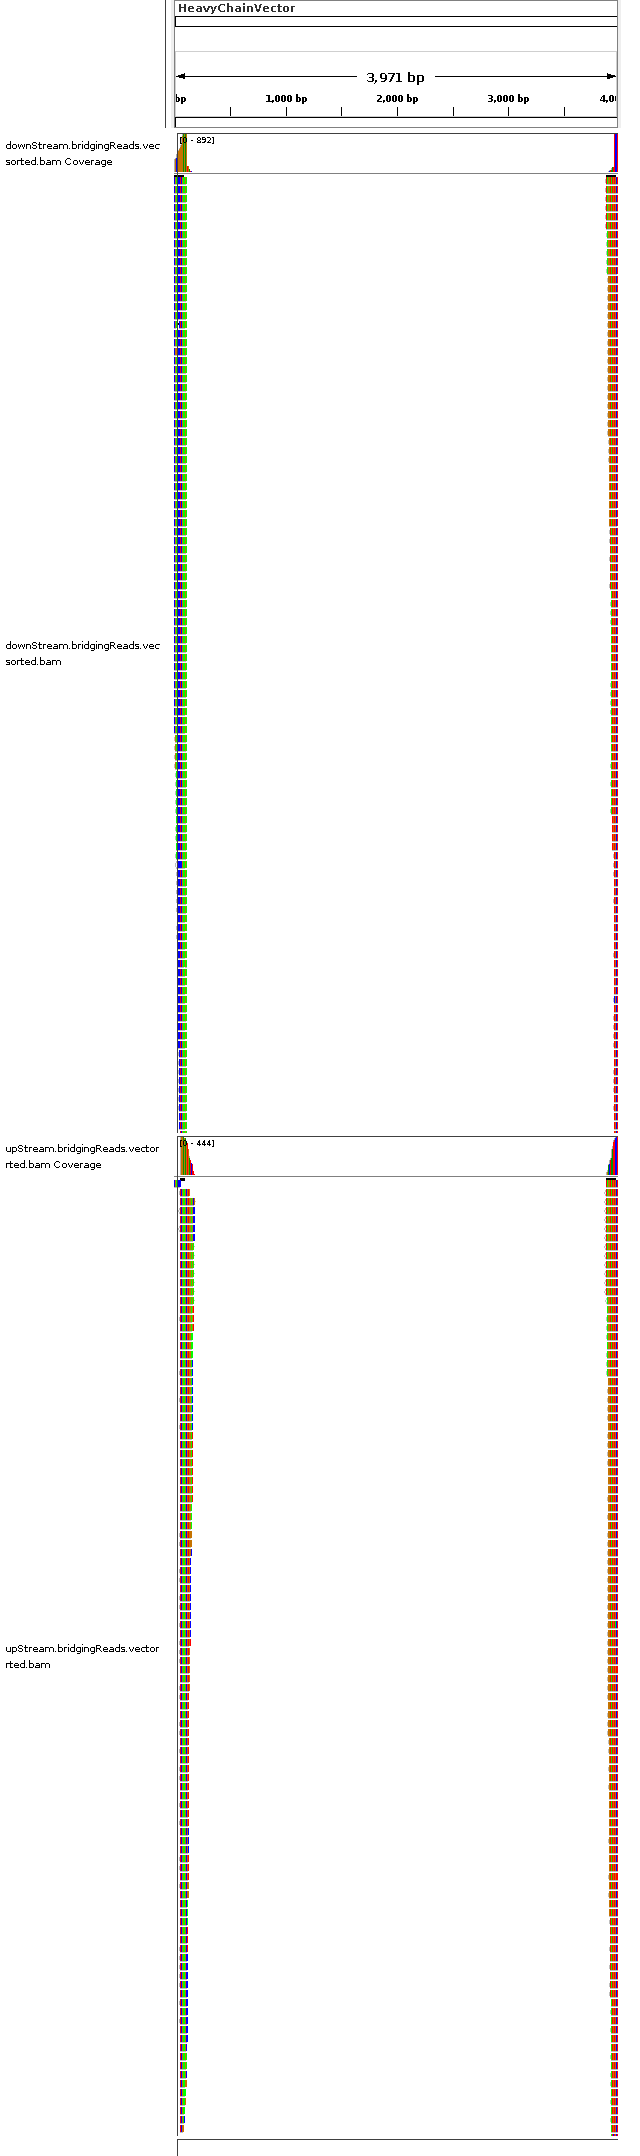 HeavyChainVector
3,971 bp
bp 1,000 bp 2,000 bp 3,000 bp 4,0
downStream.bridgingReads.vec
sorted.bam Coverage
[0 - 892]
downStream.bridgingReads.vec
sorted.bam
upStream.bridgingReads.vector
rted.bam Coverage
[0 - 444]
upStream.bridgingReads.vector
rted.bam